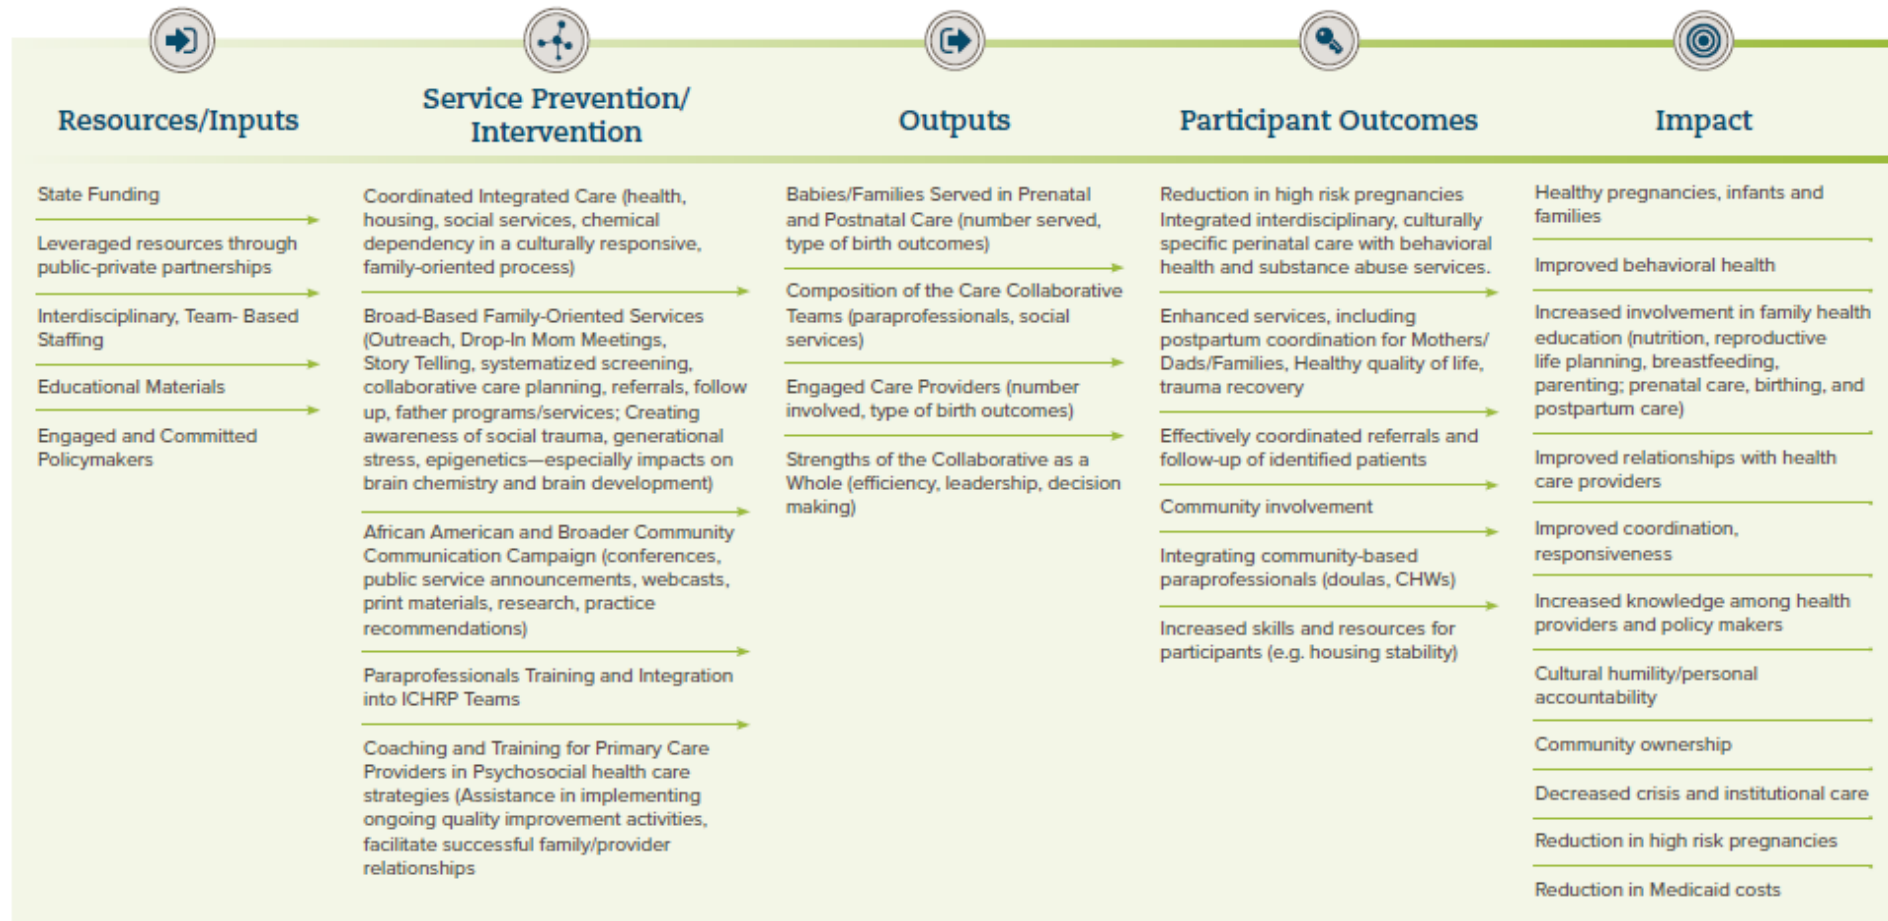 Resources/Inputs
State Funding
Leveraged resources through
public-private partnerships
Interdisciplinary, Team- Based
Staffing
Educational Materials
Engaged and Committed
Policymakers
Service Prevention/
Intervention
Coordinated Integrated Care (health,
housing, social services, chemical
dependency in a culturally responsive,
family-oriented process)
Broad-Based Family-Oriented Services
(Outreach, Drop-In Mom Meetings,
Story Telling, systematized screening,
collaborative care planning, referrals, follow
up, father programs/services; Creating
awareness of social trauma, generational
stress, epigenetics—especially impacts on
brain chemistry and brain development)
African American and Broader Community
Communication Campaign (conferences,
public service announcements, webcasts,
print materials, research, practice
recommendations)
Paraprofessionals Training and Integration
into ICHRP Teams
Coaching and Training for Primary Care
Providers in Psychosocial health care
strategies (Assistance in implementing
ongoing quality improvement activities,
facilitate successful family/provider
relationships
Outputs
Babies/Families Served in Prenatal
and Postnatal Care (number served,
type of birth outcomes)
Composition of the Care Collaborative
Teams (paraprofessionals, social
services)
Engaged Care Providers (number
involved, type of birth outcomes)
Strengths of the Collaborative as a
Whole (efficiency, leadership, decision
making)
Participant Outcomes
Reduction in high risk pregnancies
Integrated interdisciplinary, culturally
specific perinatal care with behavioral
health and substance abuse services.
Enhanced services, including
postpartum coordination for Mothers/
Dads/Families, Healthy quality of life,
trauma recovery
Effectively coordinated referrals and
follow-up of identified patients
Community involvement
Integrating community-based
paraprofessionals (doulas, CHWs)
Increased skills and resources for
participants (e.g. housing stability)
Impact
Healthy pregnancies, infants and
families
Improved behavioral health
Increased involvement in family health
education (nutrition, reproductive
life planning, breastfeeding,
parenting; prenatal care, birthing, and
postpartum care)
Improved relationships with health
care providers
Improved coordination,
responsiveness
Increased knowledge among health
providers and policy makers
Cultural humility/personal
accountability
Community ownership
Decreased crisis and institutional care
Reduction in high risk pregnancies
Reduction in Medicaid costs